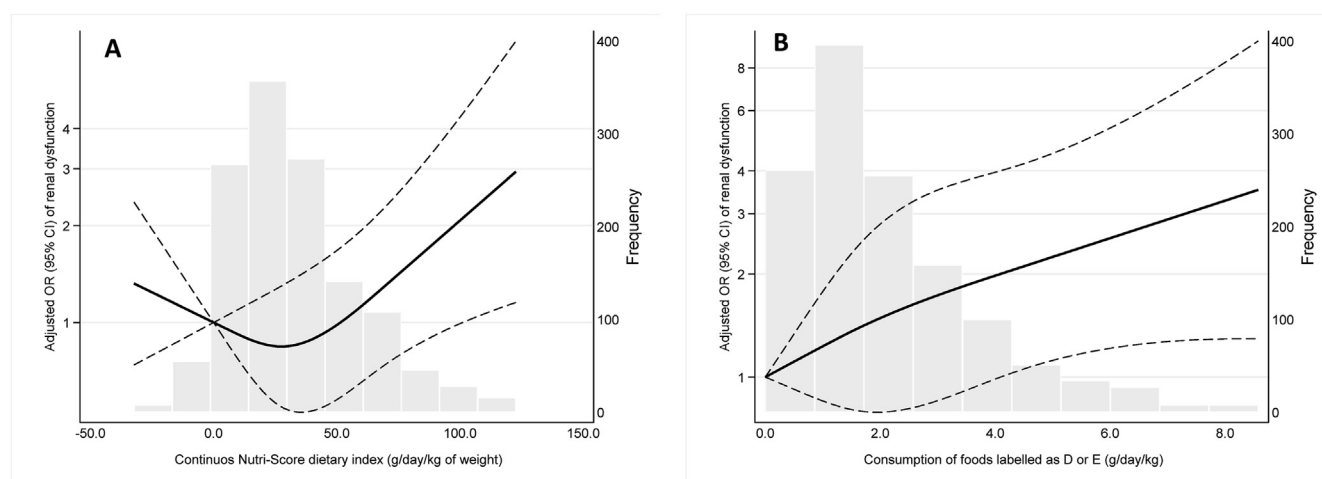 A
Adjusted OR (95% CI) of renal dysfunction
4
3
2
1
400
300
200
100
0
Frequency
-50.0 0.0 50.0 100.0 150.0
Continuos Nutri-Score dietary index (g/day/kg of weight)
B
Adjusted OR (95% CI) of renal dysfunction
8
6
4
3
2
1
400
300
200
100
0
Frequency
0.0 2.0 4.0 6.0 8.0
Consumption of foods labelled as D or E (g/day/kg)